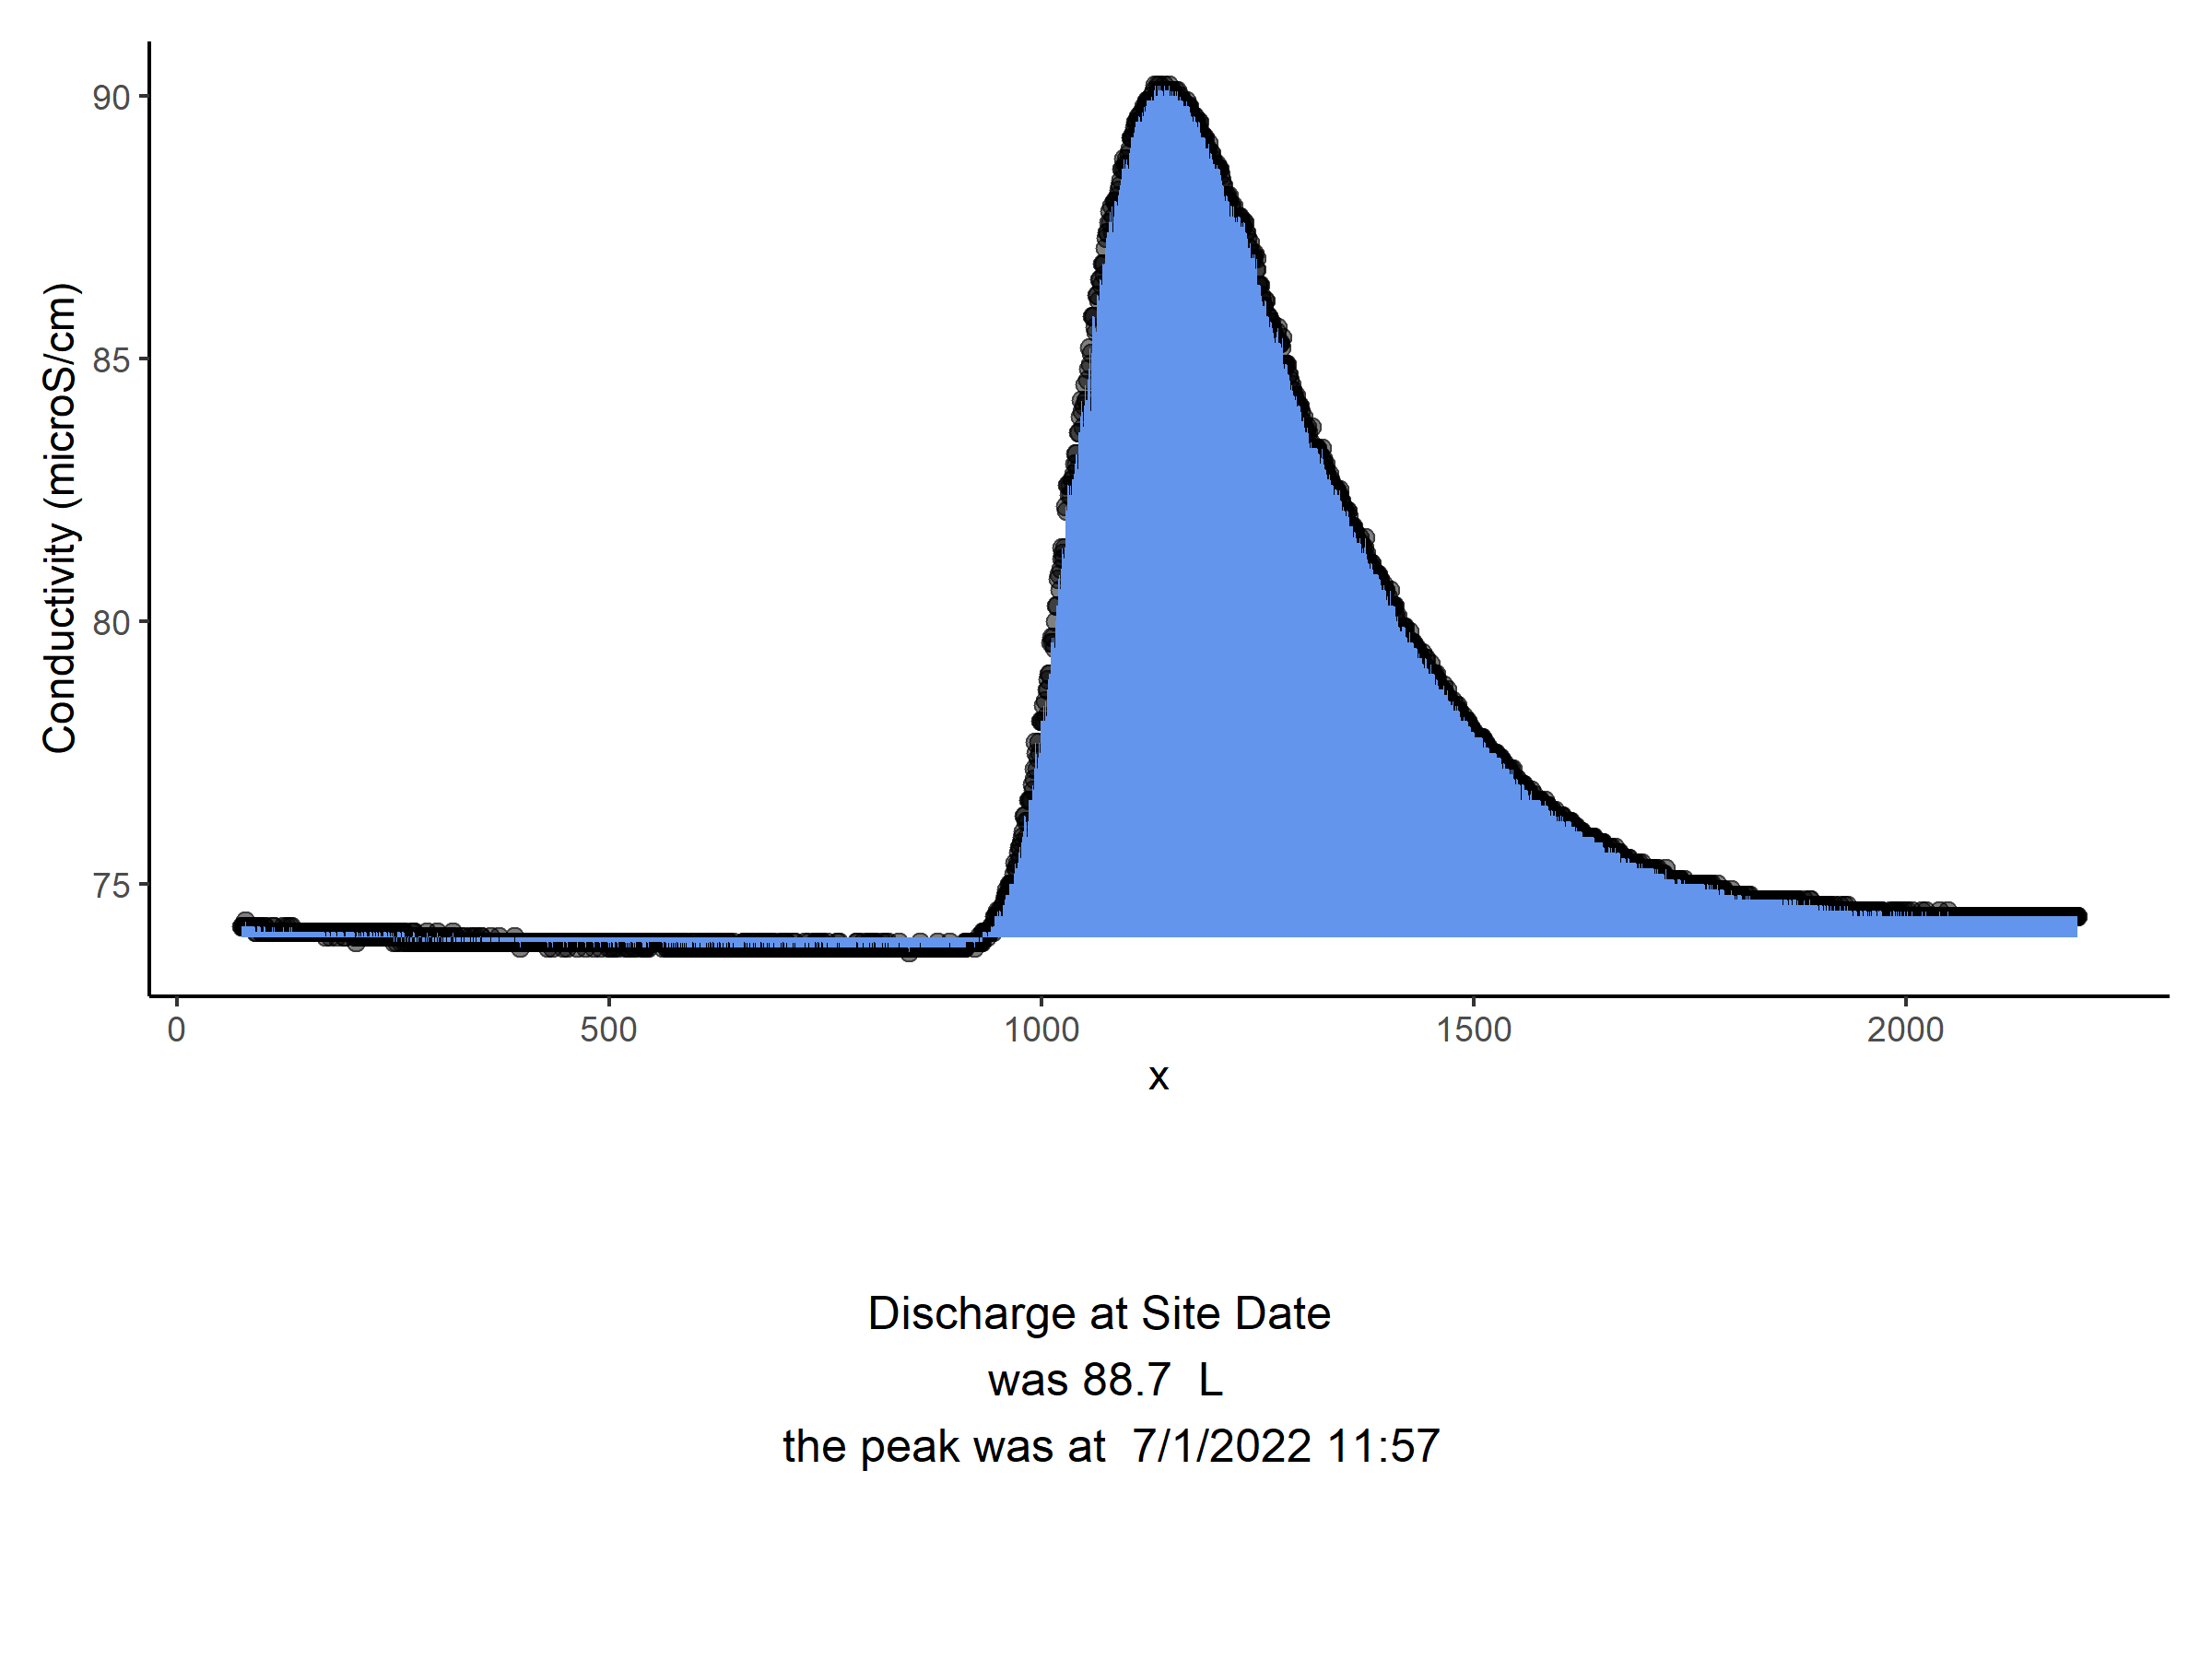 90
85
80
75
Conductivity (microS/cm)
0 500 1000 1500 2000
x
Discharge at Site Date
was 88.7  L
the peak was at  7/1/2022 11:57